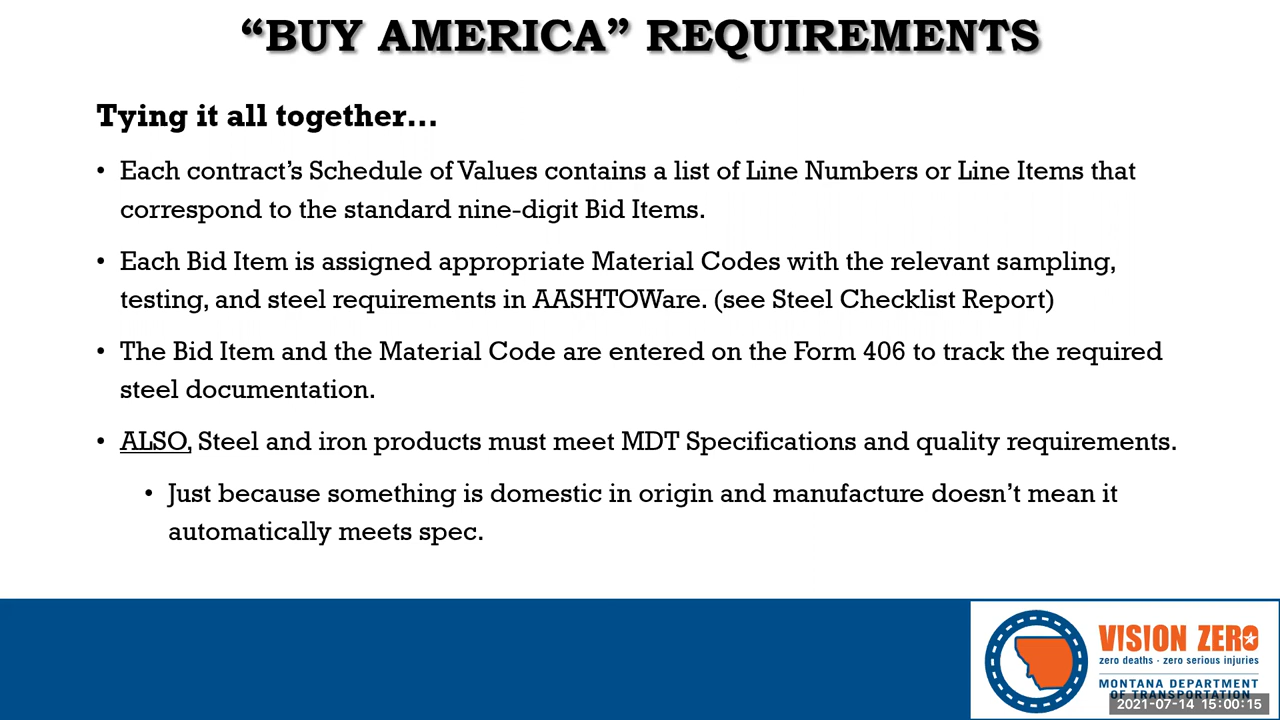 “BUY AMERICA” REQUIREMENTS
Tying it all together…
• Each contract’s Schedule of Values contains a list of Line Numbers or Line Items that
correspond to the standard nine-digit Bid Items.
• Each Bid Item is assigned appropriate Material Codes with the relevant sampling,
testing, and steel requirements in AASHTOWare. (see Steel Checklist Report)
• The Bid Item and the Material Code are entered on the Form 406 to track the required
steel documentation.
• ALSO, Steel and iron products must meet MDT Specifications and quality requirements.
• Just because something is domestic in origin and manufacture doesn’t mean it
automatically meets spec.
VISION ZERO
zero deaths · zero serious injuries
MONTANA DEPARTMENT
OF TRANSPORTATION
2021-07-14 15:00:15